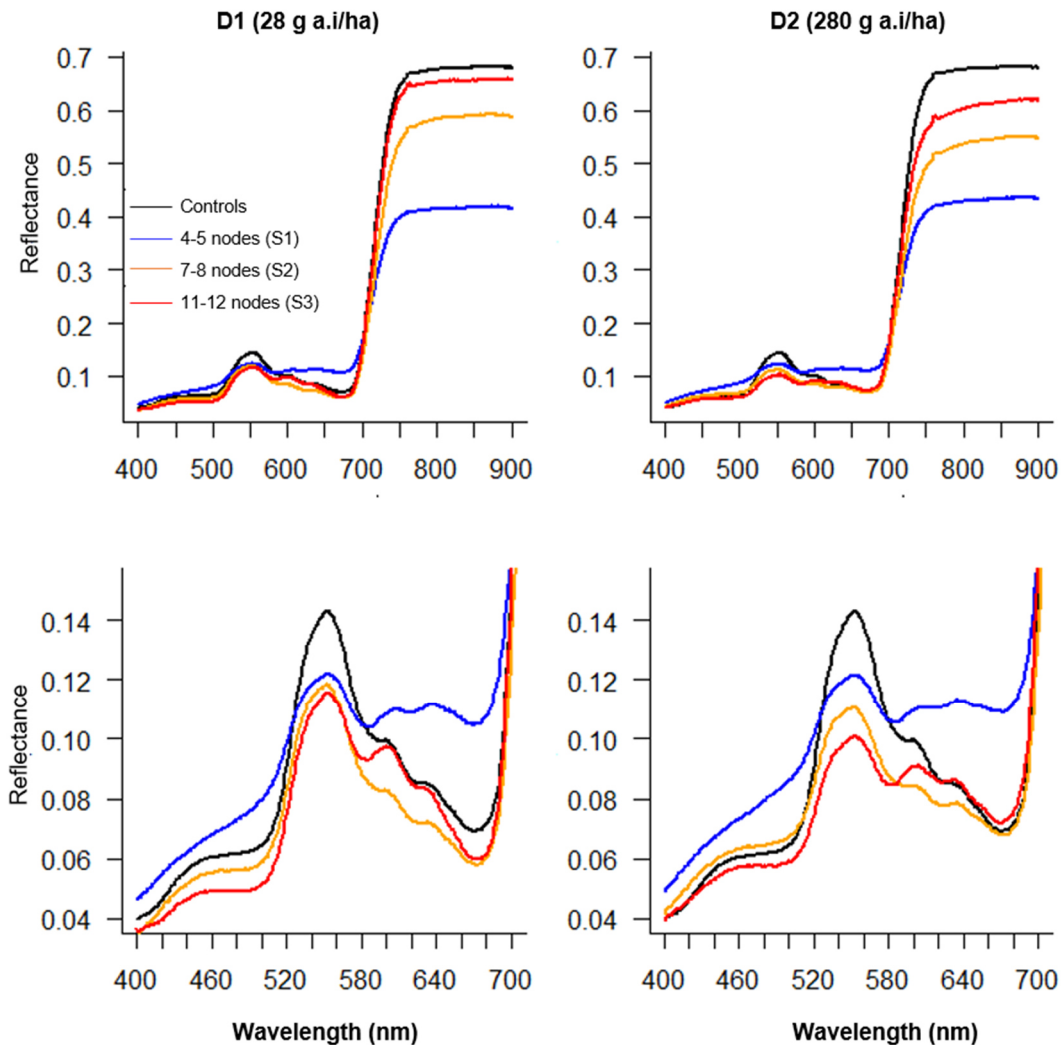 D1 (28 g a.i/ha)
D2 (280 g a.i/ha)
0.7
0.6
0.5
0.4
0.3
0.2
0.1
Reflectance
Controls
4-5 nodes (S1)
7-8 nodes (S2)
11-12 nodes (S3)
400 500 600 700 800 900
0.7
0.6
0.5
0.4
0.3
0.2
0.1
400 500 600 700 800 900
0.14
0.12
0.10
0.08
0.06
0.04
Reflectance
400 460 520 580 640 700
Wavelength (nm)
0.14
0.12
0.10
0.08
0.06
0.04
400 460 520 580 640 700
Wavelength (nm)